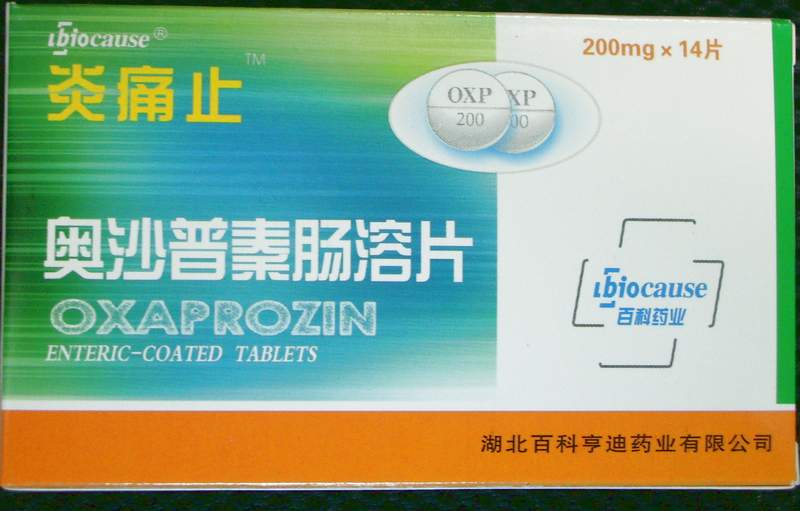 biocause®
炎痛止™
200mg × 14片
OXP
200
XP
00
奥沙普秦肠溶片
OXAPROZIN
ENTERIC-COATED TABLETS
biocause
百科药业
湖北百科亨迪药业有限公司